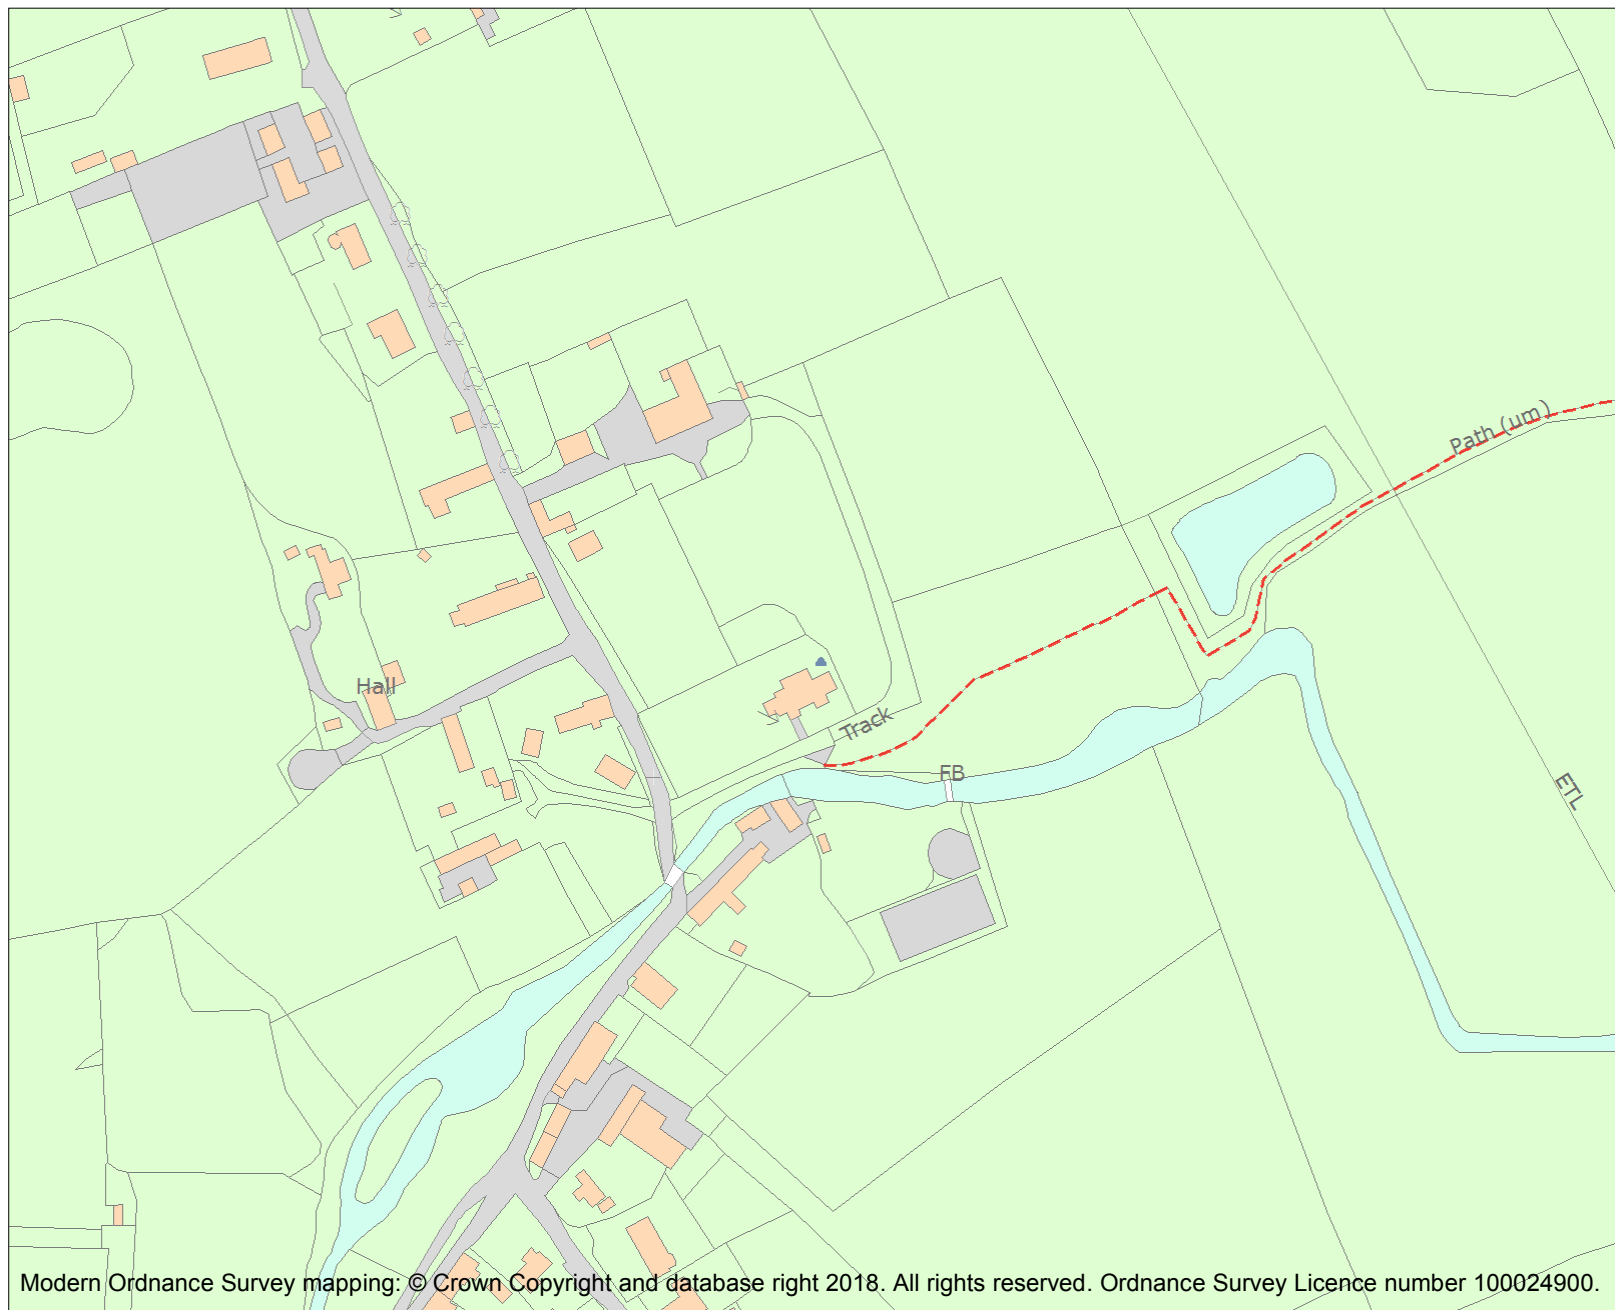 Path (um)
Hall
Track
FB
ETL
Modern Ordnance Survey mapping: © Crown Copyright and database right 2018. All rights reserved. Ordnance Survey Licence number 100024900.